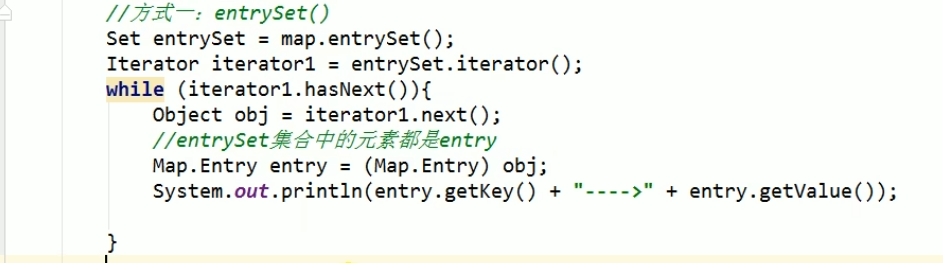 //方式一：entrySet()
Set entrySet = map.entrySet();
Iterator iterator1 = entrySet.iterator();
while (iterator1.hasNext()){
    Object obj = iterator1.next();
    //entrySet集合中的元素都是entry
    Map.Entry entry = (Map.Entry) obj;
    System.out.println(entry.getKey() + "---->" + entry.getValue());
}